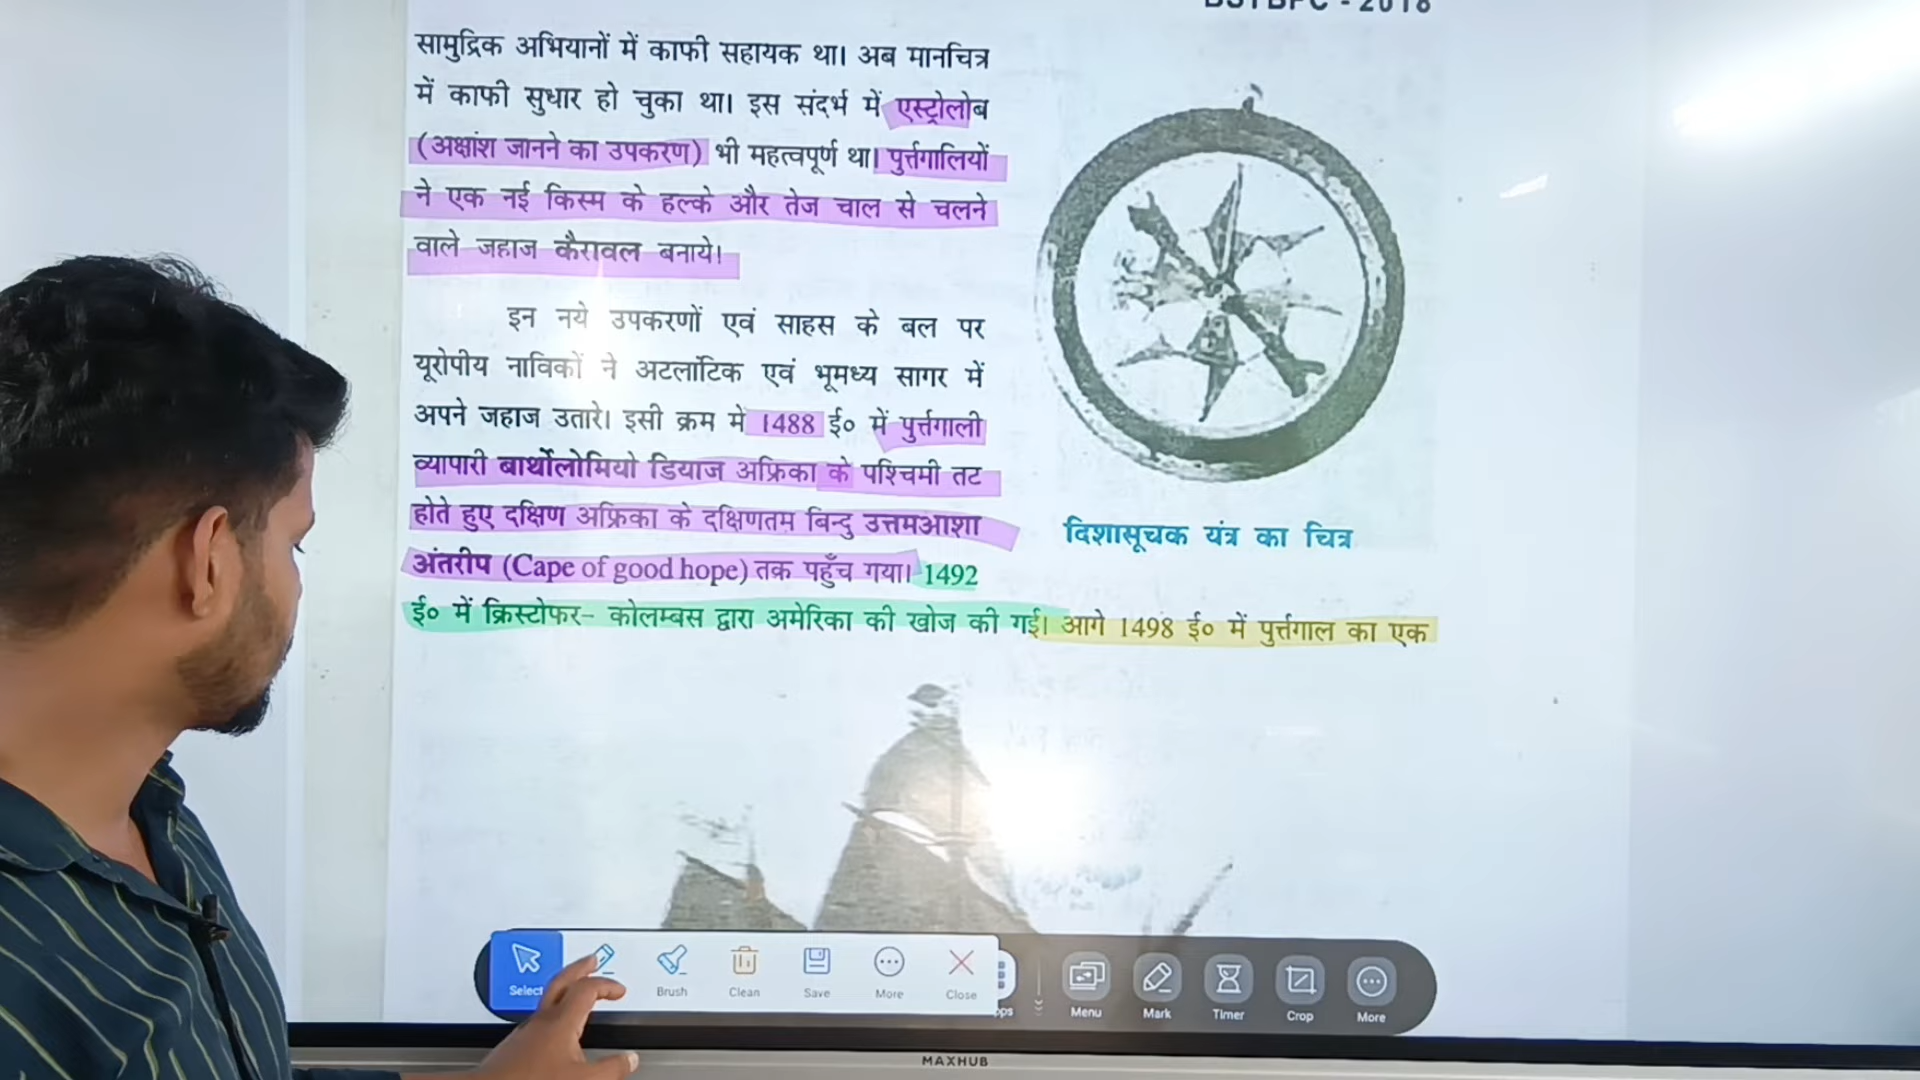 BSTBPC - 2018
सामुद्रिक अभियानों में काफी सहायक था। अब मानचित्र
में काफी सुधार हो चुका था। इस संदर्भ में एस्ट्रोलोब
(अक्षांश जानने का उपकरण) भी महत्वपूर्ण था। पुर्त्तगालियों
ने एक नई किस्म के हल्के और तेज चाल से चलने
वाले जहाज कैरावल बनाये।
इन नये उपकरणों एवं साहस के बल पर
यूरोपीय नाविकों ने अटलांटिक एवं भूमध्य सागर में
अपने जहाज उतारे। इसी क्रम में 1488 ई० में पुर्त्तगाली
व्यापारी बार्थोलोमियो डियाज अफ्रिका के पश्चिमी तट
होते हुए दक्षिण अफ्रिका के दक्षिणतम बिन्दु उत्तमआशा
अंतरीप (Cape of good hope) तक पहुँच गया। 1492
ई० में क्रिस्टोफर- कोलम्बस द्वारा अमेरिका की खोज की गई। आगे 1498 ई० में पुर्त्तगाल का एक
दिशासूचक यंत्र का चित्र
Select Brush Clean Save More Close Menu Mark Timer Crop More
MAXHUB